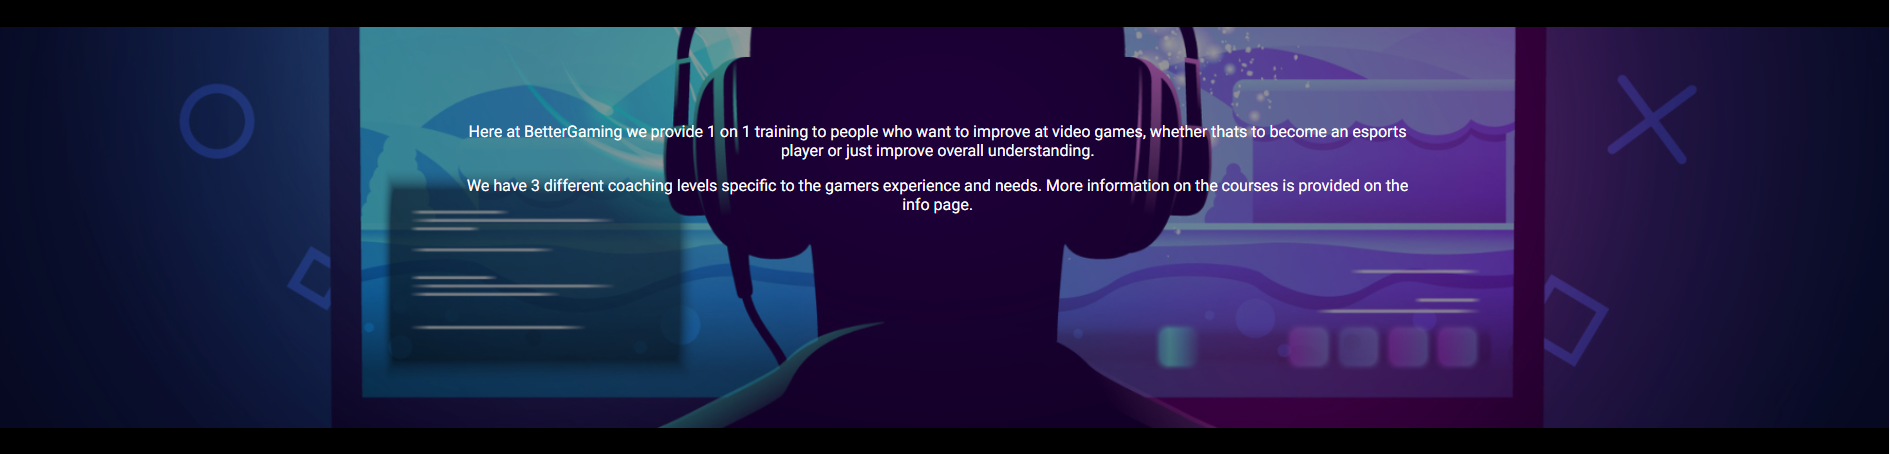 Here at BetterGaming we provide 1 on 1 training to people who want to improve at video games, whether thats to become an esports
player or just improve overall understanding.
We have 3 different coaching levels specific to the gamers experience and needs. More information on the courses is provided on the
info page.